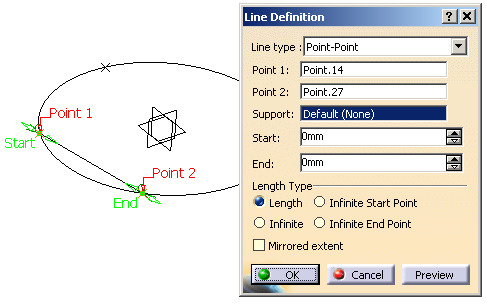 Point 1
Start
Point 2
End
Line Definition
Line type : Point-Point
Point 1: Point.14
Point 2: Point.27
Support: Default (None)
Start: 0mm
End: 0mm
Length Type
Length Infinite Start Point
Infinite Infinite End Point
Mirrored extent
OK Cancel Preview